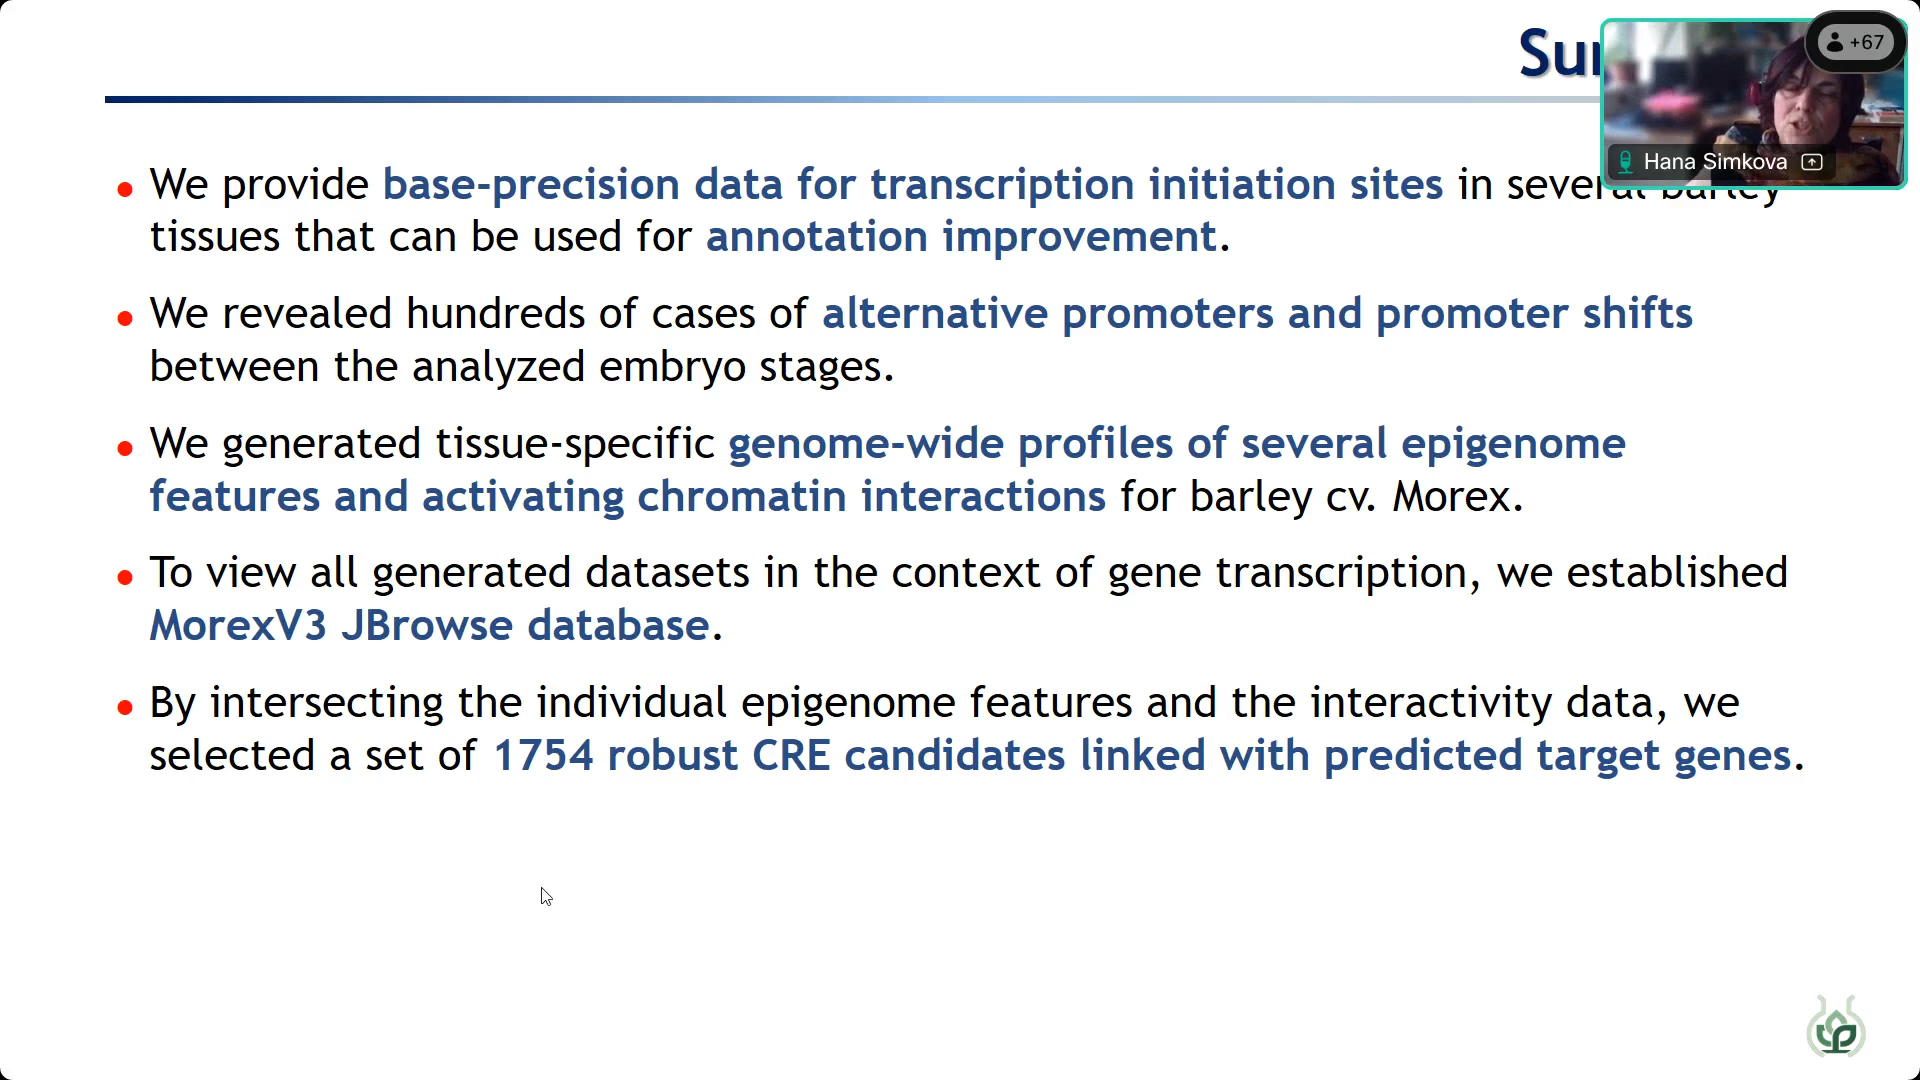 +67
Hana Simkova
• We provide base-precision data for transcription initiation sites in several barley
tissues that can be used for annotation improvement.
• We revealed hundreds of cases of alternative promoters and promoter shifts
between the analyzed embryo stages.
• We generated tissue-specific genome-wide profiles of several epigenome
features and activating chromatin interactions for barley cv. Morex.
• To view all generated datasets in the context of gene transcription, we established
MorexV3 JBrowse database.
• By intersecting the individual epigenome features and the interactivity data, we
selected a set of 1754 robust CRE candidates linked with predicted target genes.